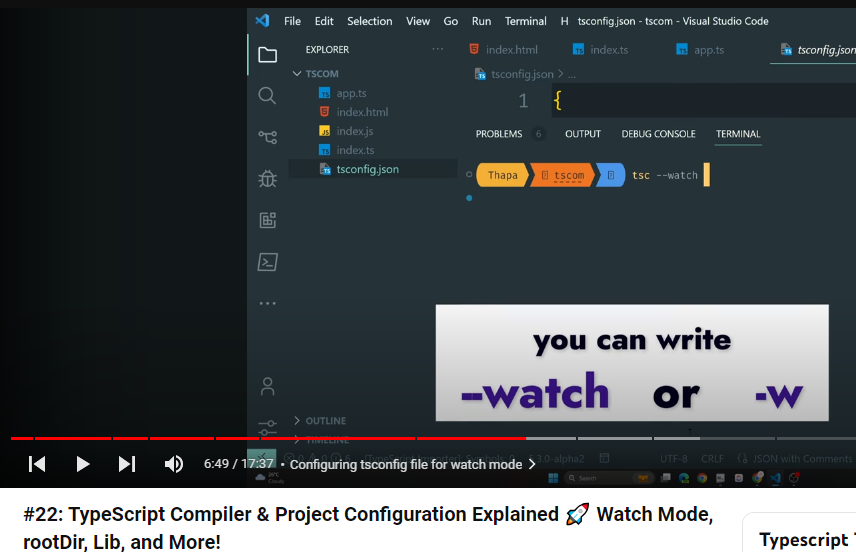 File Edit Selection View Go Run Terminal H tsconfig.json - tscom - Visual Studio Code
EXPLORER ...
index.html index.ts app.ts tsconfig.json
TSCOM
tsconfig.json > ...
app.ts
index.html
index.js
index.ts
tsconfig.json
1 {
PROBLEMS 6 OUTPUT DEBUG CONSOLE TERMINAL
Thapa tscom tsc --watch
you can write
--watch or -w
OUTLINE
TIMELINE
6:49 / 17:37 • Configuring tsconfig file for watch mode >
UTF-8 CRLF JSON with Comments
Search
#22: TypeScript Compiler & Project Configuration Explained 🚀 Watch Mode,
rootDir, Lib, and More!
Typescript